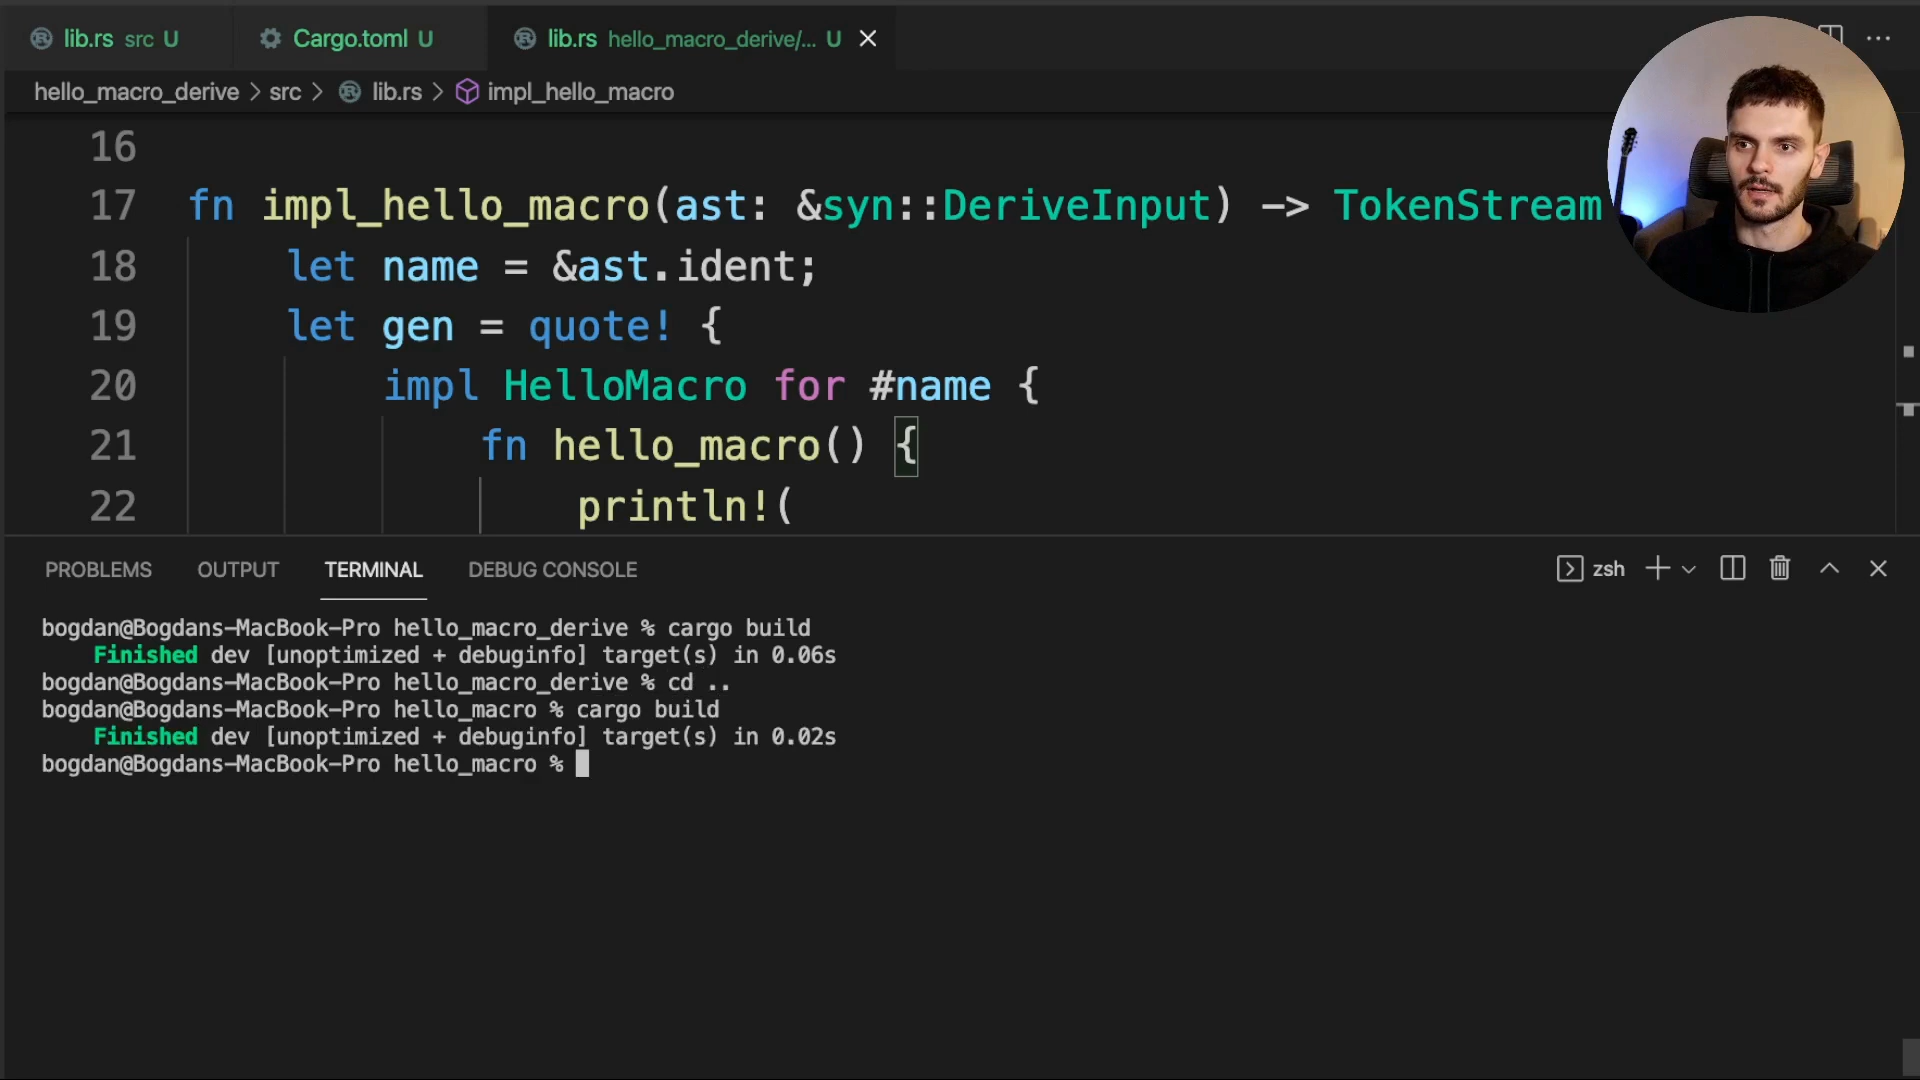 lib.rs src U
Cargo.toml U
lib.rs hello_macro_derive/... U
hello_macro_derive > src > lib.rs > impl_hello_macro
16
17 fn impl_hello_macro(ast: &syn::DeriveInput) -> TokenStream
18 let name = &ast.ident;
19 let gen = quote! {
20 impl HelloMacro for #name {
21 fn hello_macro() {
22 println!(
PROBLEMS OUTPUT TERMINAL DEBUG CONSOLE
zsh
bogdan@Bogdans-MacBook-Pro hello_macro_derive % cargo build
Finished dev [unoptimized + debuginfo] target(s) in 0.06s
bogdan@Bogdans-MacBook-Pro hello_macro_derive % cd ..
bogdan@Bogdans-MacBook-Pro hello_macro % cargo build
Finished dev [unoptimized + debuginfo] target(s) in 0.02s
bogdan@Bogdans-MacBook-Pro hello_macro %